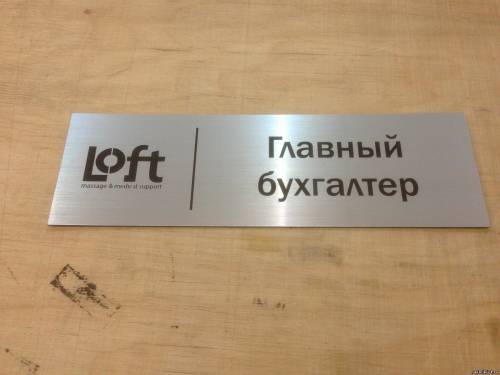 Loft
massage & medical support
Главный
бухгалтер